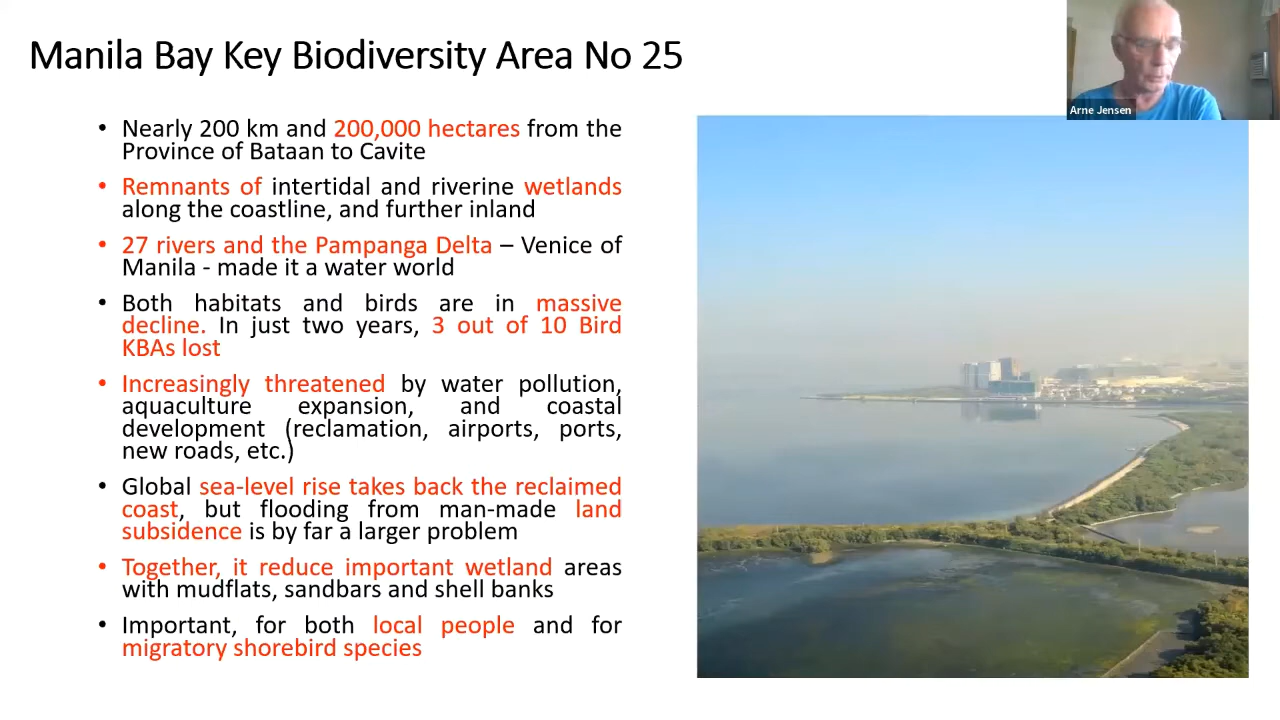 Manila Bay Key Biodiversity Area No 25
Arne Jensen
• Nearly 200 km and 200,000 hectares from the
Province of Bataan to Cavite
• Remnants of intertidal and riverine wetlands
along the coastline, and further inland
• 27 rivers and the Pampanga Delta – Venice of
Manila - made it a water world
• Both habitats and birds are in massive
decline. In just two years, 3 out of 10 Bird
KBAs lost
• Increasingly threatened by water pollution,
aquaculture expansion, and coastal
development (reclamation, airports, ports,
new roads, etc.)
• Global sea-level rise takes back the reclaimed
coast, but flooding from man-made land
subsidence is by far a larger problem
• Together, it reduce important wetland areas
with mudflats, sandbars and shell banks
• Important, for both local people and for
migratory shorebird species